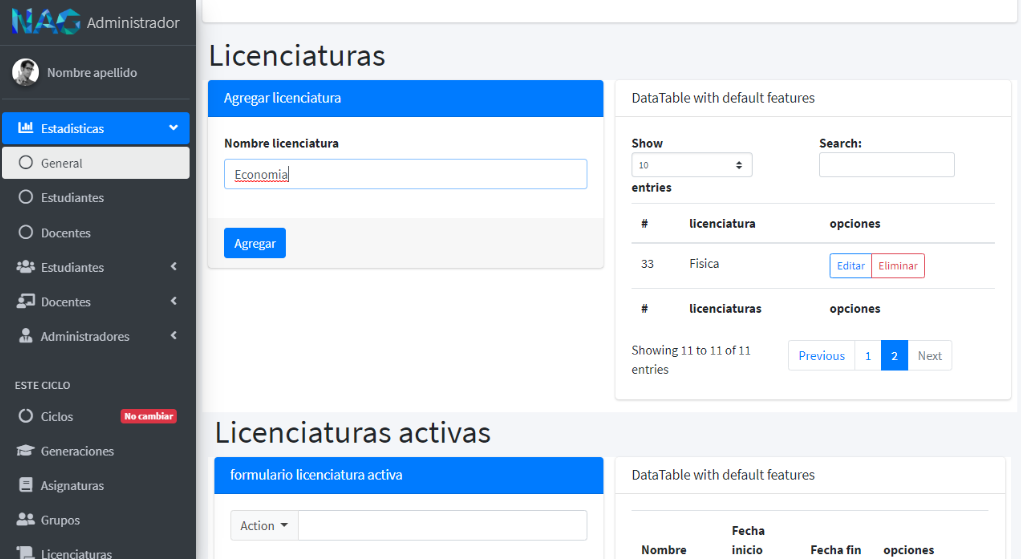 NAG Administrador
Nombre apellido
Estadisticas
General
Estudiantes
Docentes
Estudiantes
Docentes
Administradores
ESTE CICLO
Ciclos No cambiar
Generaciones
Asignaturas
Grupos
Licenciaturas
Licenciaturas
Agregar licenciatura
Nombre licenciatura
Economia
Agregar
DataTable with default features
Show
10
entries
Search:
# licenciatura opciones
33 Fisica Editar Eliminar
# licenciaturas opciones
Showing 11 to 11 of 11
entries
Previous 1 2 Next
Licenciaturas activas
formulario licenciatura activa
Action
DataTable with default features
Nombre
Fecha
inicio
Fecha fin
opciones